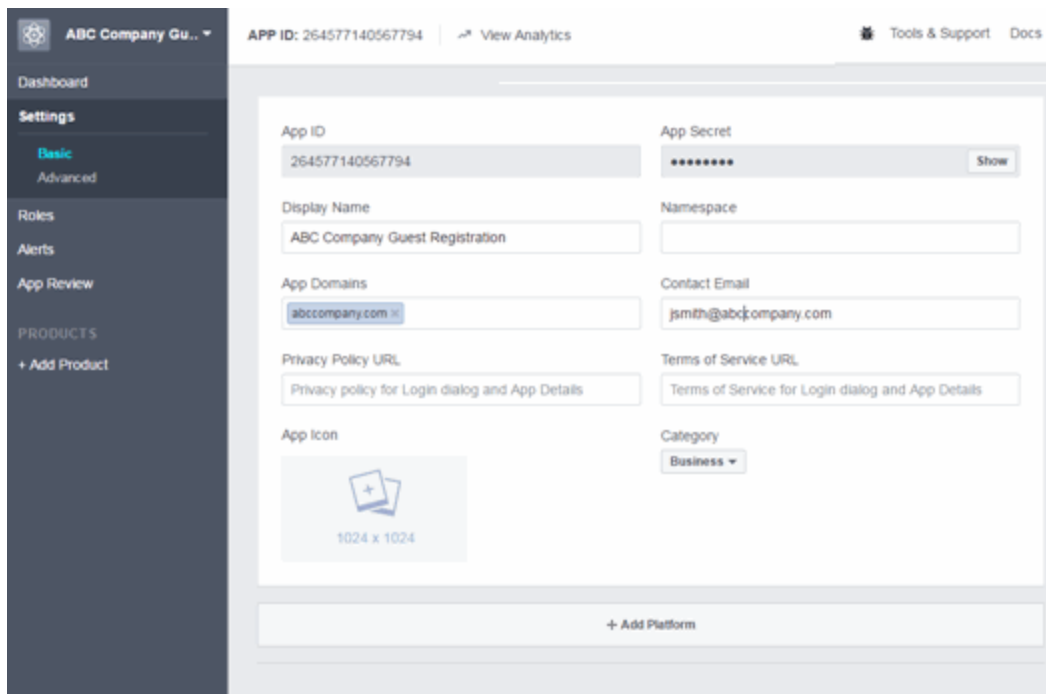 ABC Company Gu..
APP ID: 264577140567794 View Analytics Tools & Support Docs
Dashboard
Settings
Basic
Advanced
Roles
Alerts
App Review
PRODUCTS
+ Add Product
App ID App Secret
264577140567794 •••••••• Show
Display Name Namespace
ABC Company Guest Registration
App Domains Contact Email
abccompany.com × jsmith@abccompany.com
Privacy Policy URL Terms of Service URL
Privacy policy for Login dialog and App Details Terms of Service for Login dialog and App Details
App Icon Category
Business
1024 x 1024
+ Add Platform